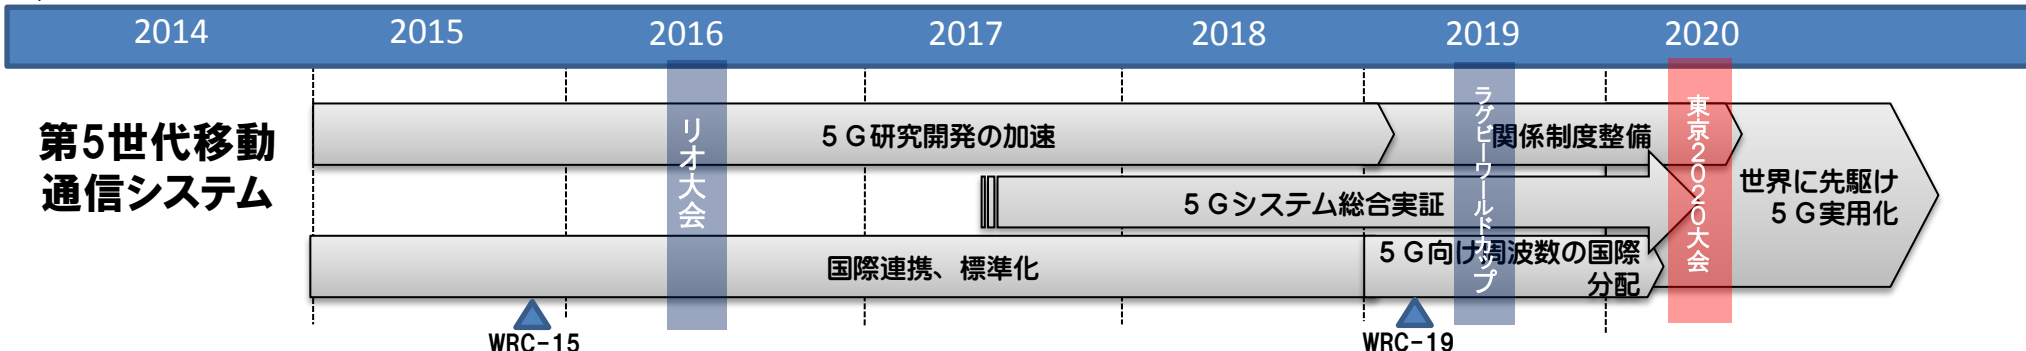 2014 2015 2016 2017 2018 2019 2020
第5世代移動
通信システム
5G研究開発の加速
関係制度整備
リオ大会
ラグビーワールドカップ
東京2020大会
5Gシステム総合実証
世界に先駆け
5G実用化
国際連携、標準化
5G向け周波数の国際
分配
WRC-15
WRC-19